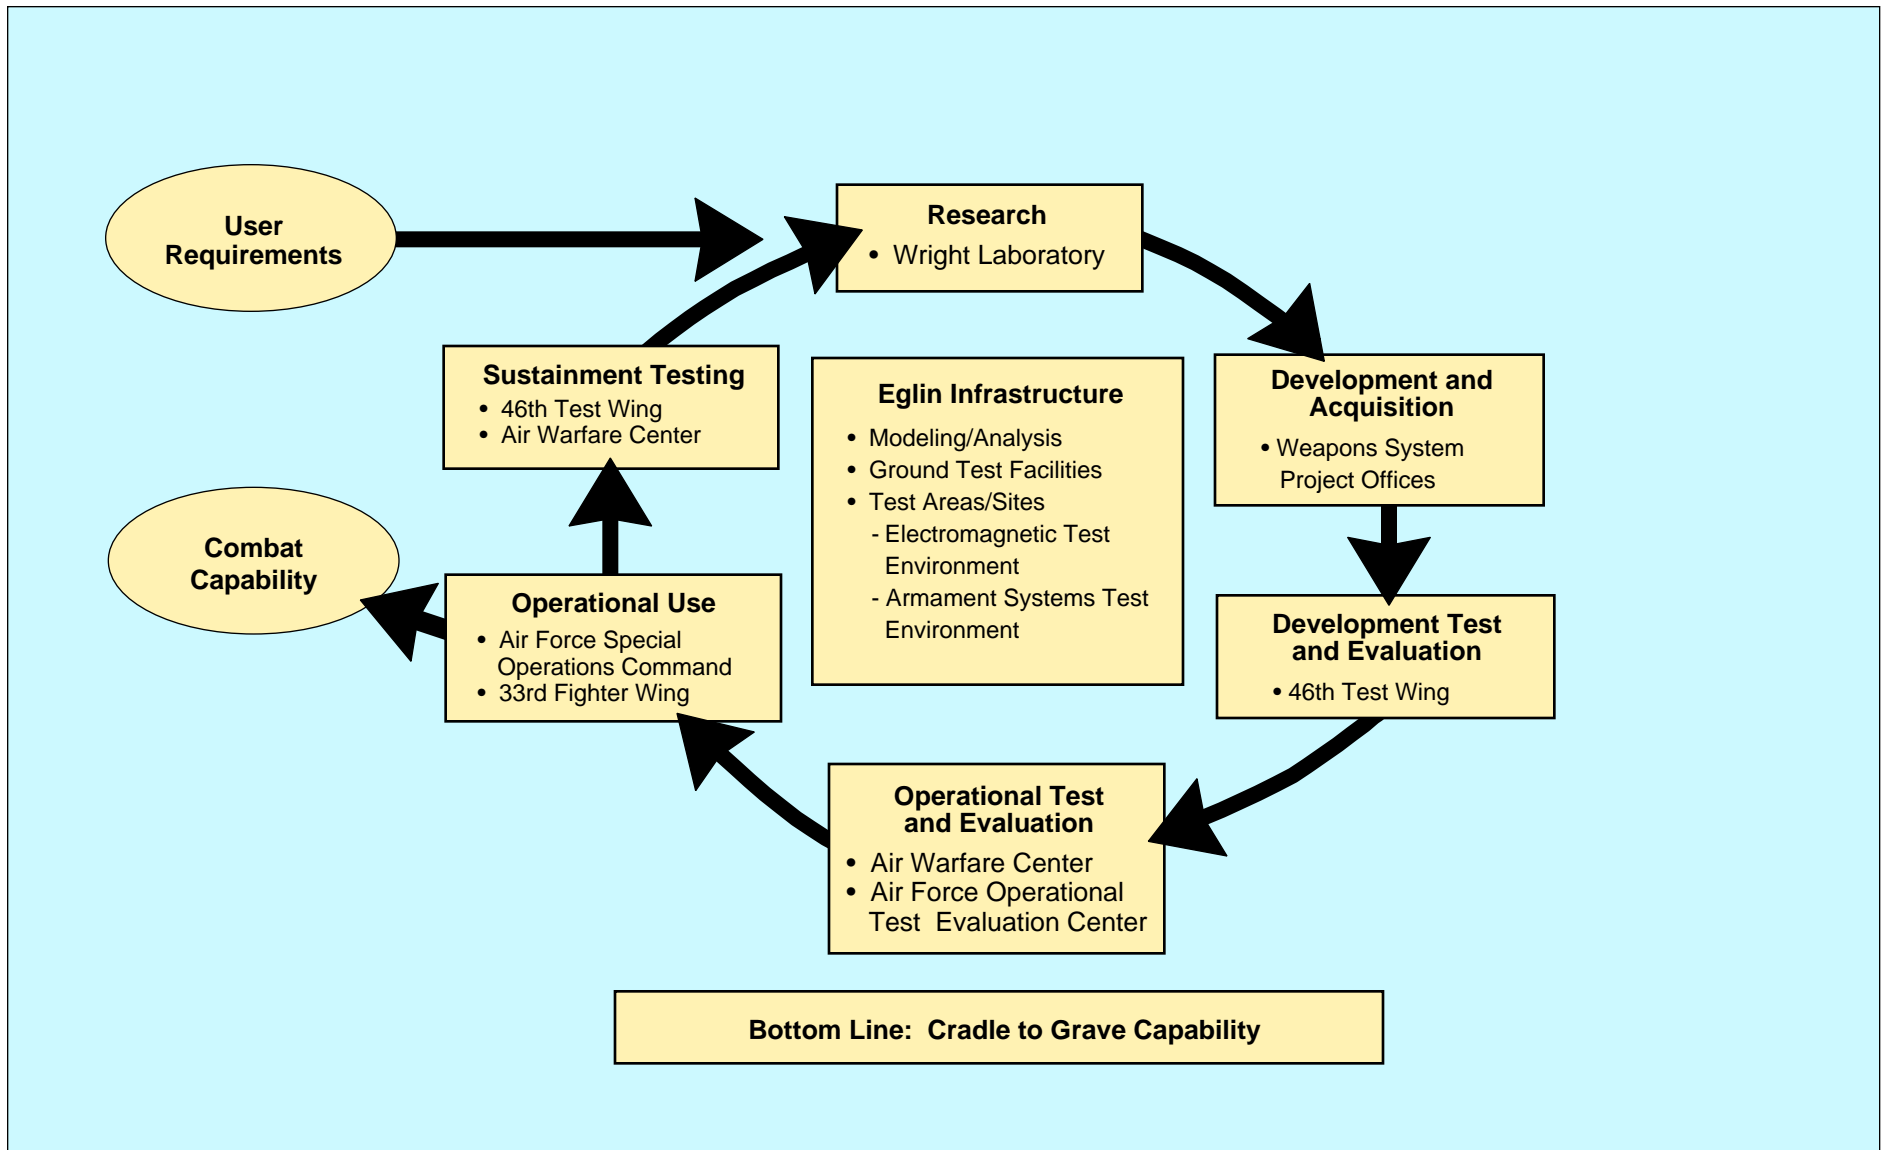 User
Requirements
Research
• Wright Laboratory
Sustainment Testing
• 46th Test Wing
• Air Warfare Center
Eglin Infrastructure
• Modeling/Analysis
• Ground Test Facilities
• Test Areas/Sites
- Electromagnetic Test
Environment
- Armament Systems Test
Environment
Development and
Acquisition
• Weapons System
Project Offices
Combat
Capability
Operational Use
• Air Force Special
Operations Command
• 33rd Fighter Wing
Development Test
and Evaluation
• 46th Test Wing
Operational Test
and Evaluation
• Air Warfare Center
• Air Force Operational
Test  Evaluation Center
Bottom Line:  Cradle to Grave Capability